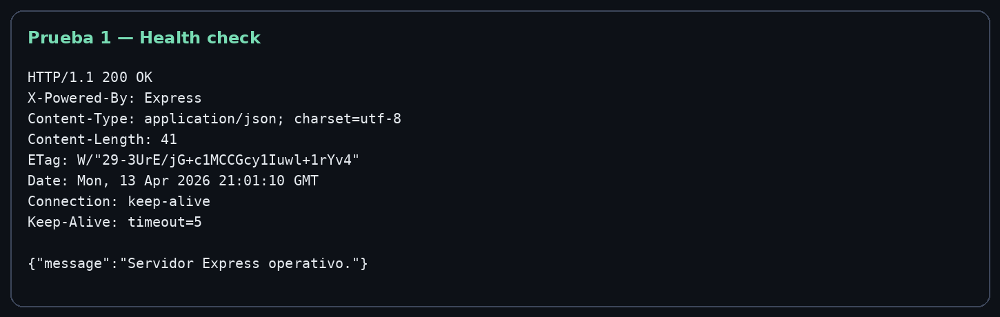 Prueba 1 — Health check
HTTP/1.1 200 OK
X-Powered-By: Express
Content-Type: application/json; charset=utf-8
Content-Length: 41
ETag: W/"29-3UrE/jG+c1MCCGcy1Iuwl+1rYv4"
Date: Mon, 13 Apr 2026 21:01:10 GMT
Connection: keep-alive
Keep-Alive: timeout=5
{"message":"Servidor Express operativo."}